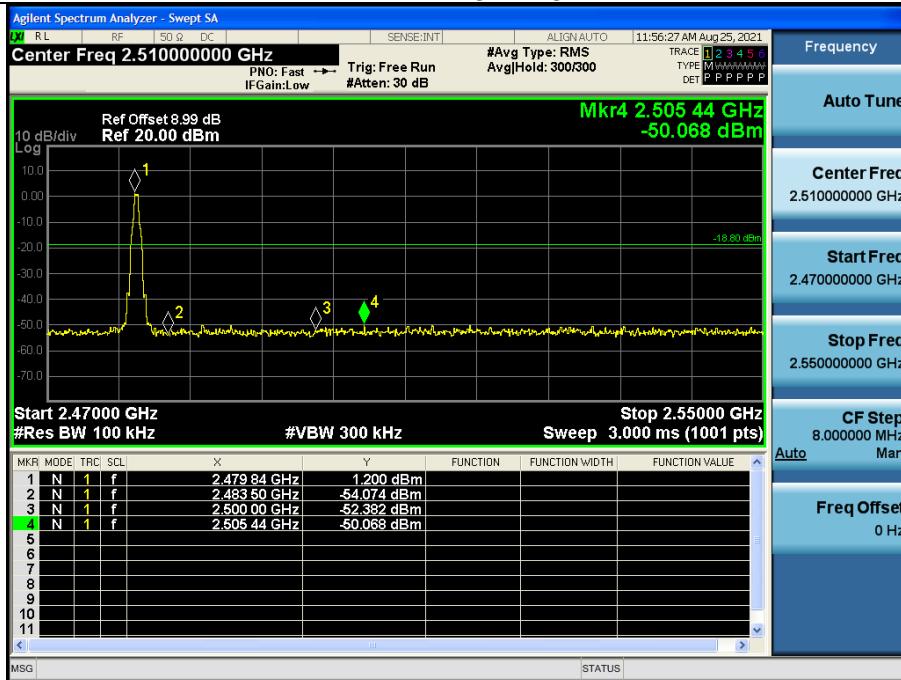 Agilent Spectrum Analyzer - Swept SA
LXI RL RF 50 Ω DC SENSE:INT ALIGN AUTO 11:56:27 AM Aug 25, 2021
Center Freq 2.510000000 GHz #Avg Type: RMS TRACE 1 2 3 4 5 6
PNO: Fast Trig: Free Run Avg|Hold: 300/300 TYPE M WWWWW
IFGain:Low #Atten: 30 dB DET P P P P P P
Mkr4 2.505 44 GHz
-50.068 dBm
Ref Offset 8.99 dB
10 dB/div Ref 20.00 dBm
Log
10.0
0.00
-10.0
-20.0
-30.0
-40.0
-50.0
-60.0
-70.0
1
2
3
4
-18.80 dBm
Start 2.47000 GHz Stop 2.55000 GHz
#Res BW 100 kHz #VBW 300 kHz Sweep 3.000 ms (1001 pts)
MKR MODE TRC SCL X Y FUNCTION FUNCTION WIDTH FUNCTION VALUE
1 N 1 f 2.479 84 GHz 1.200 dBm
2 N 1 f 2.483 50 GHz -54.074 dBm
3 N 1 f 2.500 00 GHz -52.382 dBm
4 N 1 f 2.505 44 GHz -50.068 dBm
5
6
7
8
9
10
11
MSG STATUS
Frequency
Auto Tune
Center Freq
2.510000000 GHz
Start Freq
2.470000000 GHz
Stop Freq
2.550000000 GHz
CF Step
8.000000 MHz
Auto Man
Freq Offset
0 Hz